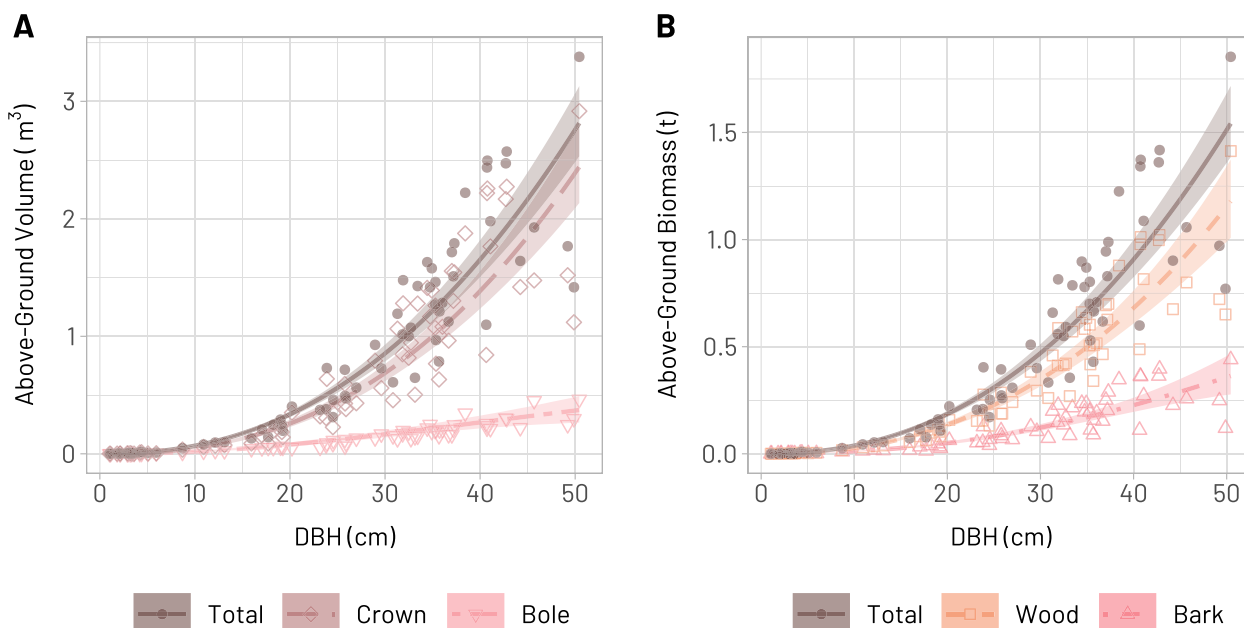 A
Above-Ground Volume ( m³)
3
2
1
0
0 10 20 30 40 50
DBH (cm)
Total Crown Bole
B
Above-Ground Biomass (t)
1.5
1.0
0.5
0.0
0 10 20 30 40 50
DBH (cm)
Total Wood Bark